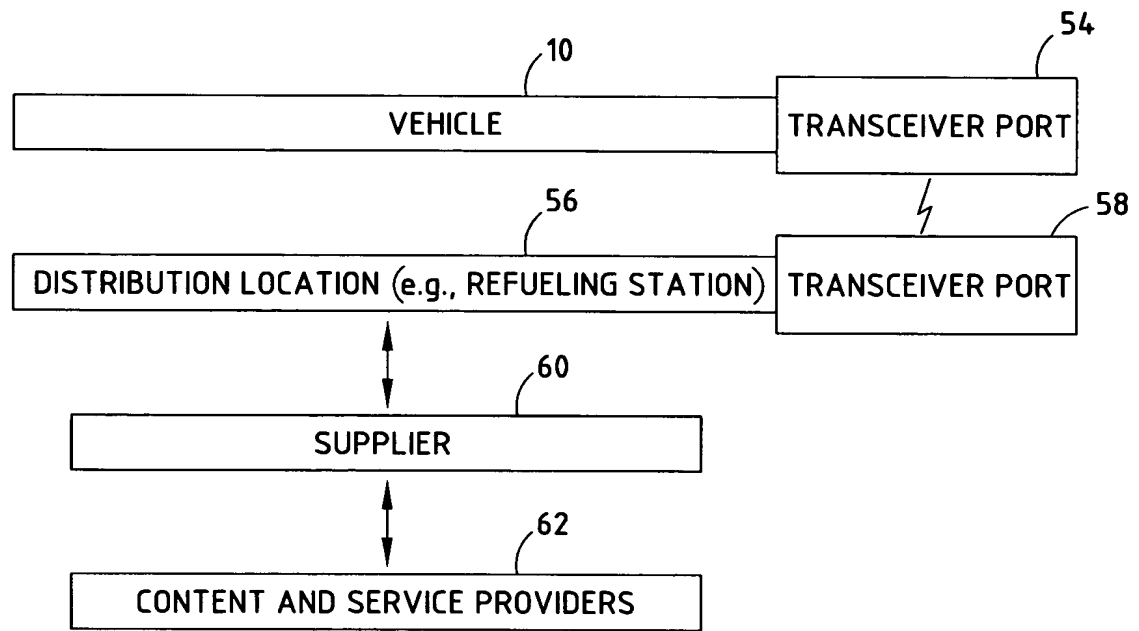 10
54
VEHICLE
TRANSCEIVER PORT
56
58
DISTRIBUTION LOCATION (e.g., REFUELING STATION)
TRANSCEIVER PORT
60
SUPPLIER
62
CONTENT AND SERVICE PROVIDERS